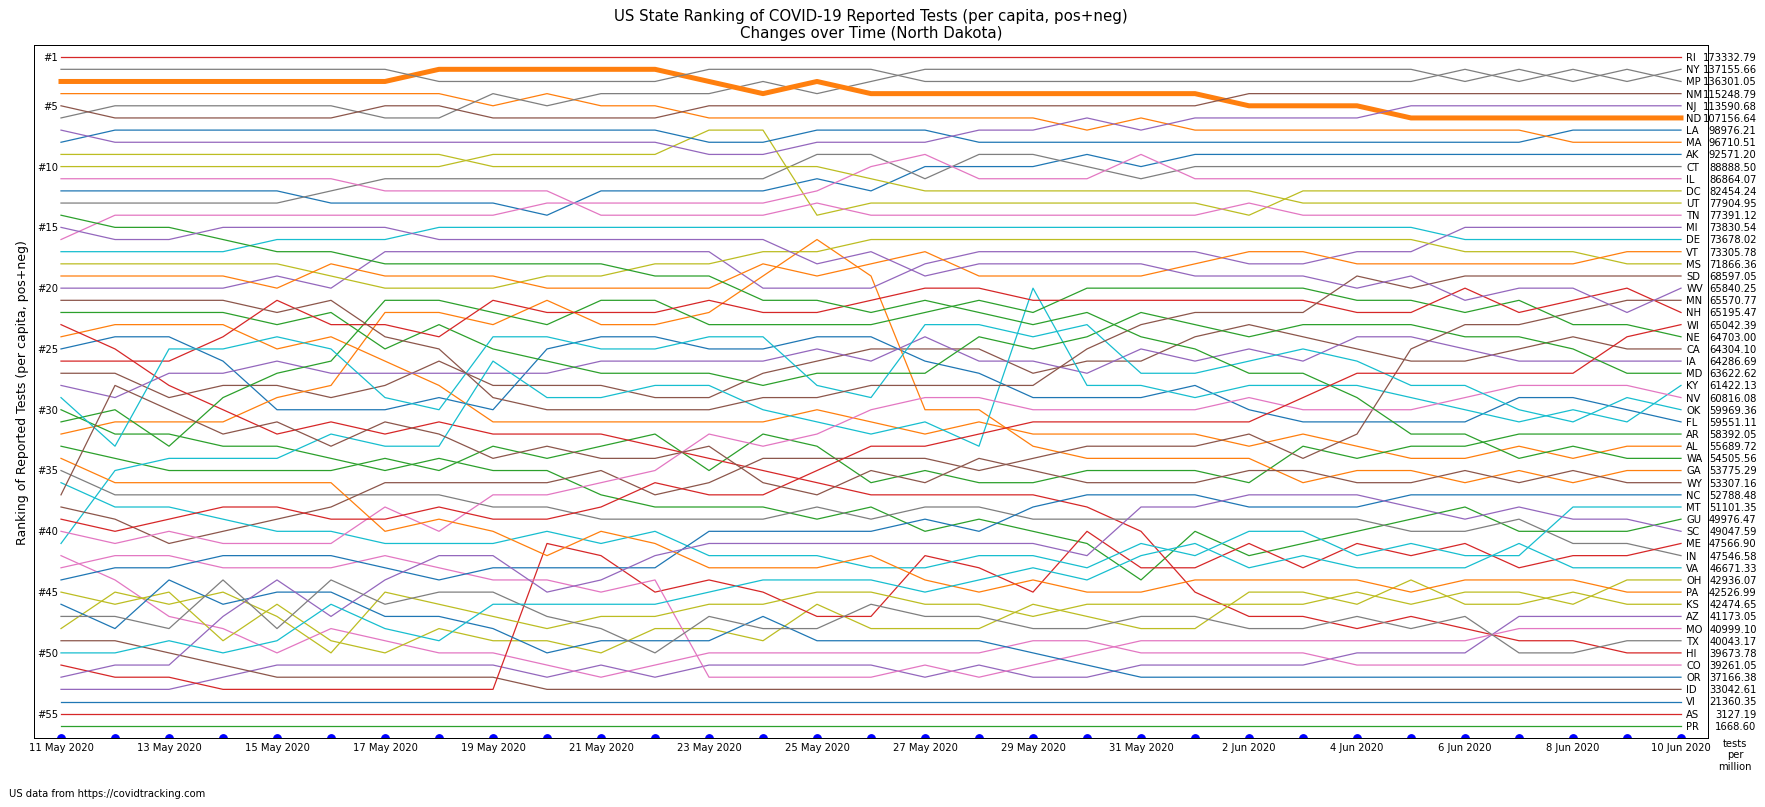 US State Ranking of COVID-19 Reported Tests (per capita, pos+neg)
Changes over Time (North Dakota)
Ranking of Reported Tests (per capita, pos+neg)
#1
#5
#10
#15
#20
#25
#30
#35
#40
#45
#50
#55
RI 173332.79
NY 137155.66
MP 136301.05
NM 115248.79
NJ 113590.68
ND 107156.64
LA 98976.21
MA 96710.51
AK 92571.20
CT 88888.50
IL 86864.07
DC 82454.24
UT 77904.95
TN 77391.12
MI 73830.54
DE 73678.02
VT 73305.78
MS 71866.36
SD 68597.05
WV 65840.25
MN 65570.77
NH 65195.47
WI 65042.39
NE 64703.00
CA 64304.10
IA 64286.69
MD 63622.62
KY 61422.13
NV 60816.08
OK 59969.36
FL 59551.11
AR 58392.05
AL 55689.72
WA 54505.56
GA 53775.29
WY 53307.16
NC 52788.48
MT 51101.35
GU 49976.47
SC 49047.59
ME 47566.90
IN 47546.58
VA 46671.33
OH 42936.07
PA 42526.99
KS 42474.65
AZ 41173.05
MO 40999.10
TX 40043.17
HI 39673.78
CO 39261.05
OR 37166.38
ID 33042.61
VI 21360.35
AS 3127.19
PR 1668.60
11 May 2020 13 May 2020 15 May 2020 17 May 2020 19 May 2020 21 May 2020 23 May 2020 25 May 2020 27 May 2020 29 May 2020 31 May 2020 2 Jun 2020 4 Jun 2020 6 Jun 2020 8 Jun 2020 10 Jun 2020
tests
per
million
US data from https://covidtracking.com